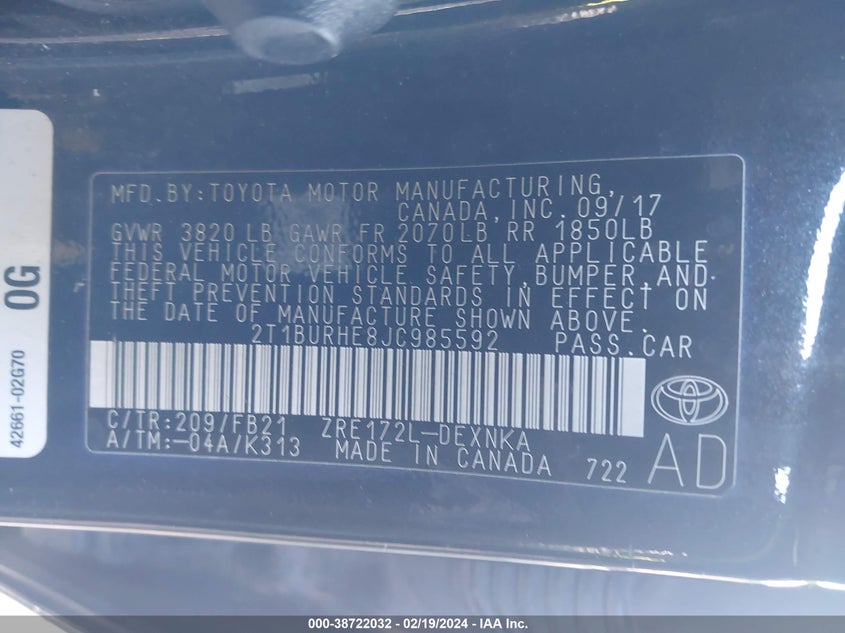 MFD.BY:TOYOTA MOTOR MANUFACTURING,
CANADA,INC. 09/17
GVWR 3820 LB GAWR FR 2070LB RR 1850LB
THIS VEHICLE CONFORMS TO ALL APPLICABLE
FEDERAL MOTOR VEHICLE SAFETY,BUMPER,AND
THEFT PREVENTION STANDARDS IN EFFECT ON
THE DATE OF MANUFACTURE SHOWN ABOVE.
2T1BURHE8JC985592 PASS.CAR
C/TR:209/FB21 ZRE172L-DEXNKA
A/TM:-04A/K313 MADE IN CANADA 722 AD
0G
42661-02G70
000-38722032 - 02/19/2024 - IAA Inc.